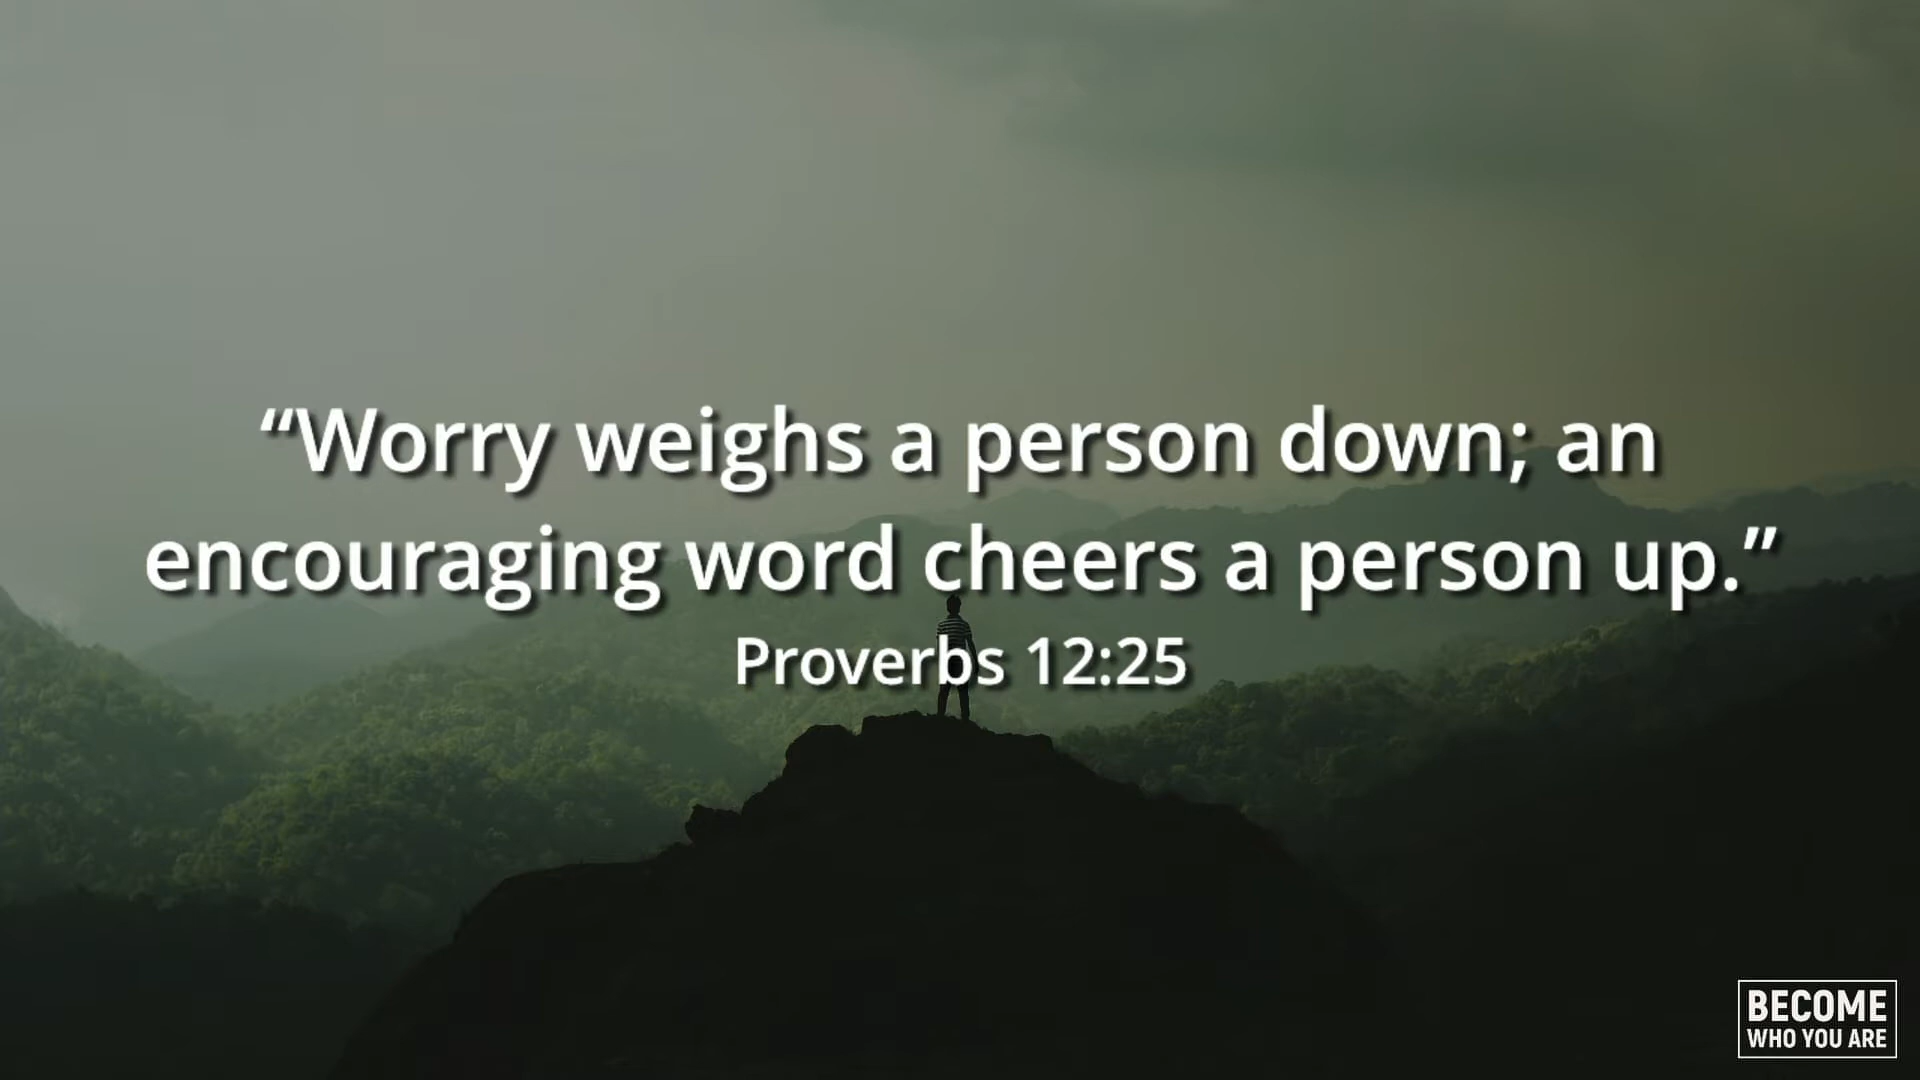 “Worry weighs a person down; an
encouraging word cheers a person up.”
Proverbs 12:25
BECOME
WHO YOU ARE